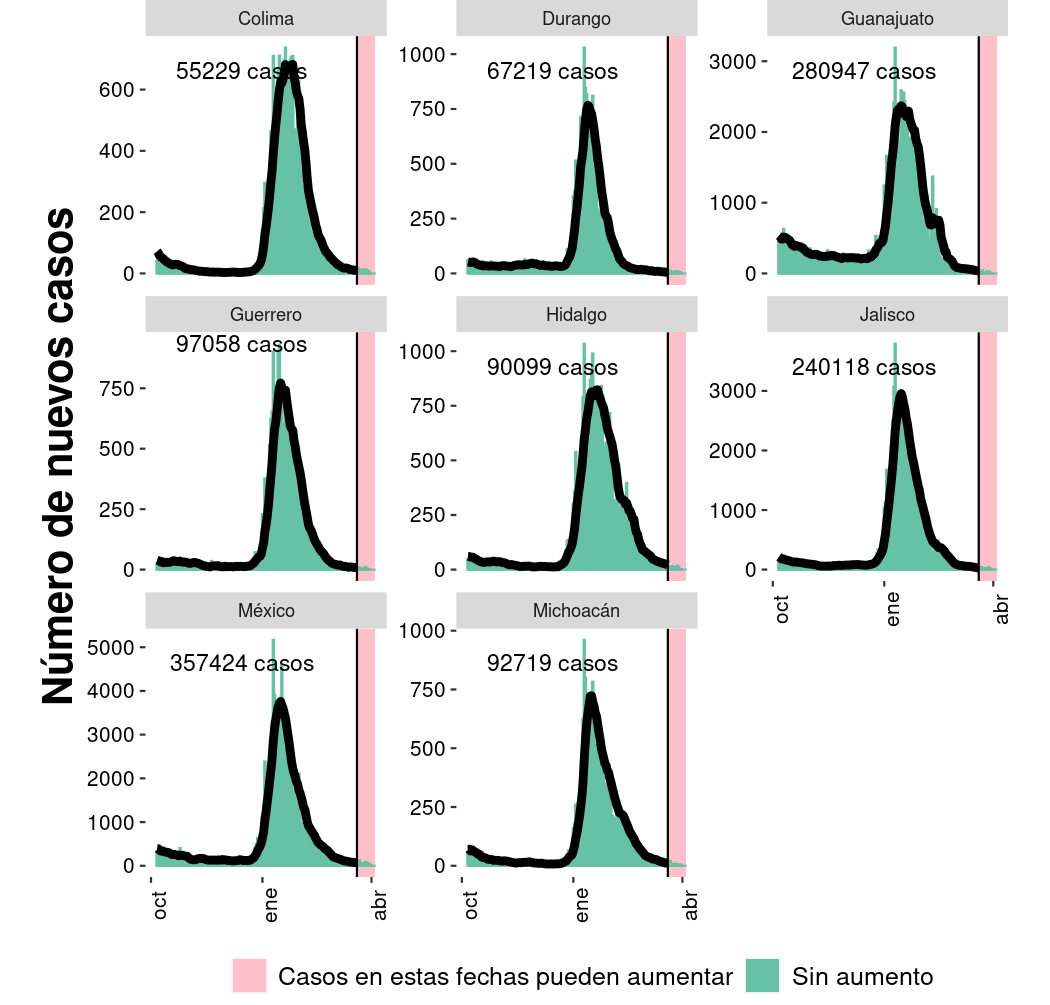 Número de nuevos casos
Colima
55229 casos
600
400
200
0
Durango
67219 casos
1000
750
500
250
0
Guanajuato
280947 casos
3000
2000
1000
0
Guerrero
97058 casos
750
500
250
0
Hidalgo
90099 casos
1000
750
500
250
0
Jalisco
240118 casos
3000
2000
1000
0
oct
ene
abr
México
357424 casos
5000
4000
3000
2000
1000
0
oct
ene
abr
Michoacán
92719 casos
1000
750
500
250
0
oct
ene
abr
Casos en estas fechas pueden aumentar
Sin aumento